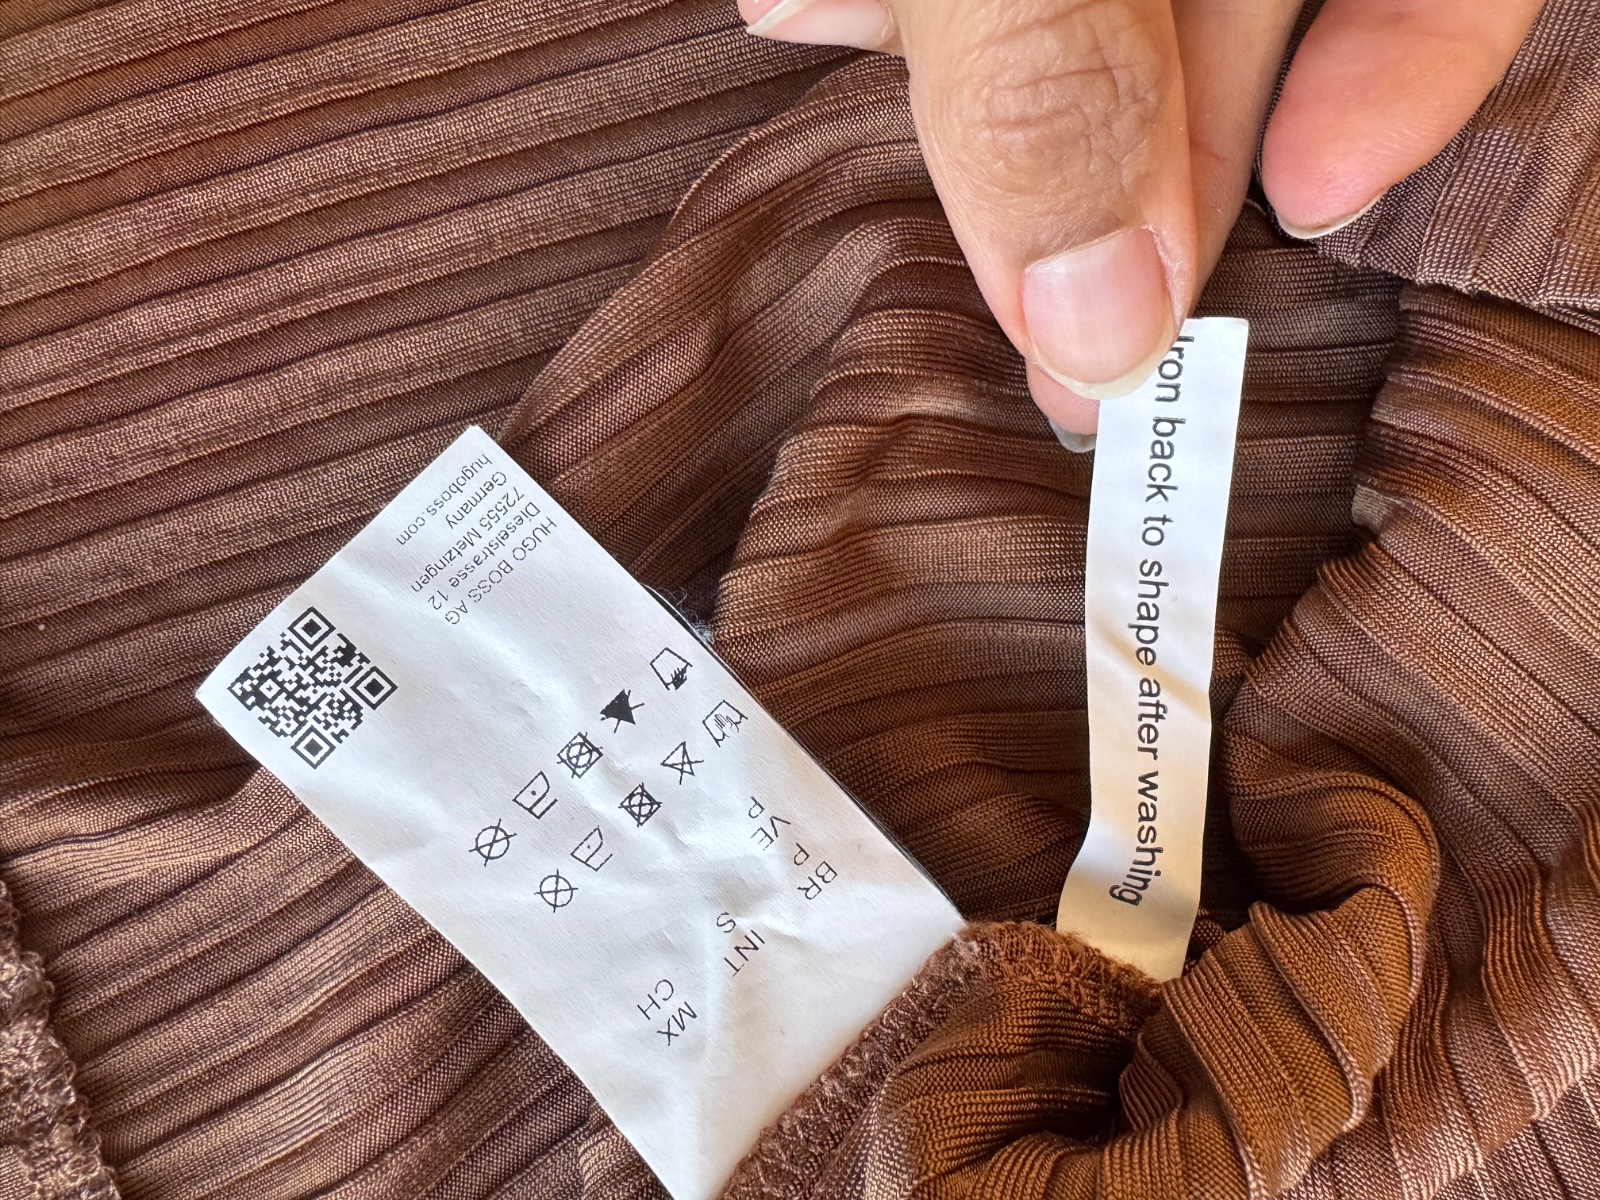 HUGO BOSS AG
Dieselstrasse 12
72555 Metzingen
Germany
hugoboss.com
BR
P
VE
P
INT
S
MX
CH
Iron back to shape after washing